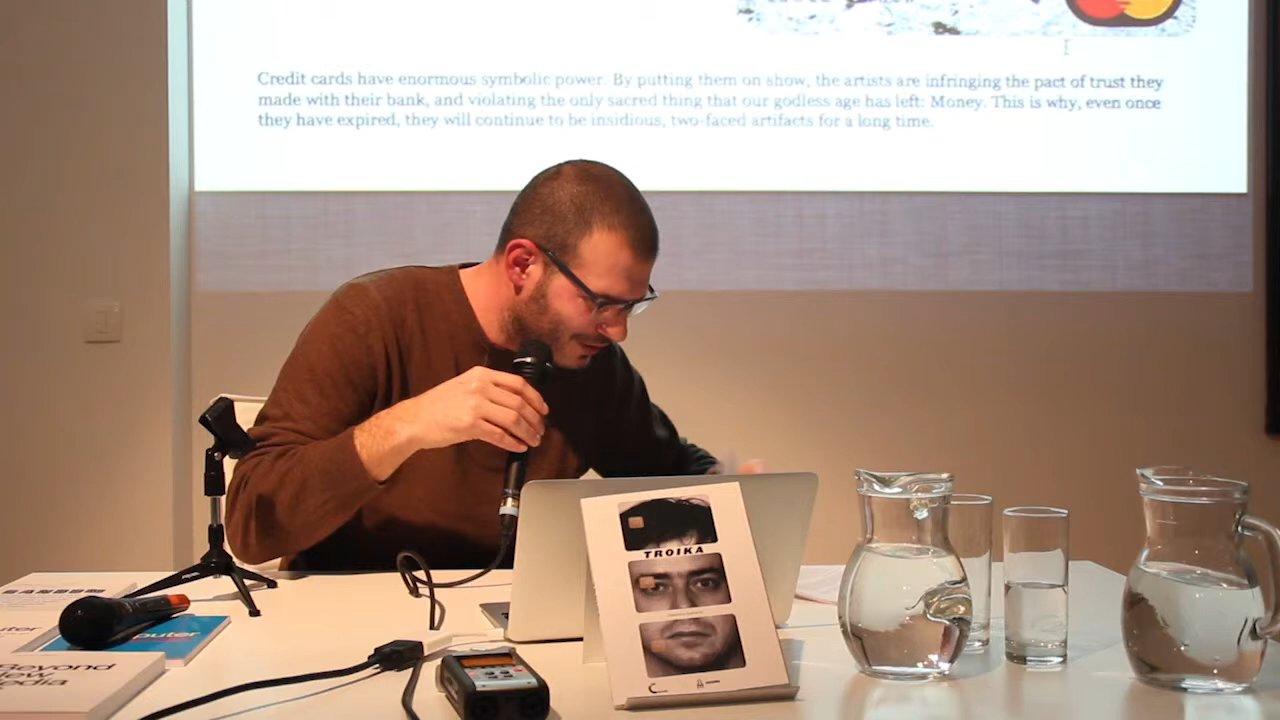 Credit cards have enormous symbolic power. By putting them on show, the artists are infringing the pact of trust they
made with their bank, and violating the only sacred thing that our godless age has left: Money. This is why, even once
they have expired, they will continue to be insidious, two-faced artifacts for a long time.
TROIKA
Beyond
New
Media